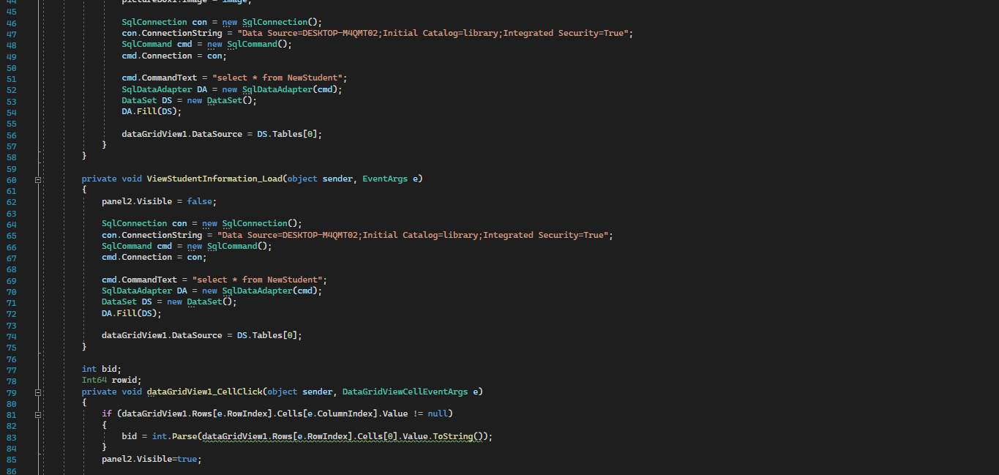 44 pictureBox1.Image = image;
45
46 SqlConnection con = new SqlConnection();
47 con.ConnectionString = "Data Source=DESKTOP-M4QMT02;Initial Catalog=library;Integrated Security=True";
48 SqlCommand cmd = new SqlCommand();
49 cmd.Connection = con;
50
51 cmd.CommandText = "select * from NewStudent";
52 SqlDataAdapter DA = new SqlDataAdapter(cmd);
53 DataSet DS = new DataSet();
54 DA.Fill(DS);
55
56 dataGridView1.DataSource = DS.Tables[0];
57 }
58 }
59
60 private void ViewStudentInformation_Load(object sender, EventArgs e)
61 {
62 panel2.Visible = false;
63
64 SqlConnection con = new SqlConnection();
65 con.ConnectionString = "Data Source=DESKTOP-M4QMT02;Initial Catalog=library;Integrated Security=True";
66 SqlCommand cmd = new SqlCommand();
67 cmd.Connection = con;
68
69 cmd.CommandText = "select * from NewStudent";
70 SqlDataAdapter DA = new SqlDataAdapter(cmd);
71 DataSet DS = new DataSet();
72 DA.Fill(DS);
73
74 dataGridView1.DataSource = DS.Tables[0];
75 }
76
77 int bid;
78 Int64 rowid;
79 private void dataGridView1_CellClick(object sender, DataGridViewCellEventArgs e)
80 {
81 if (dataGridView1.Rows[e.RowIndex].Cells[e.ColumnIndex].Value != null)
82 {
83 bid = int.Parse(dataGridView1.Rows[e.RowIndex].Cells[0].Value.ToString());
84 }
85 panel2.Visible=true;
86